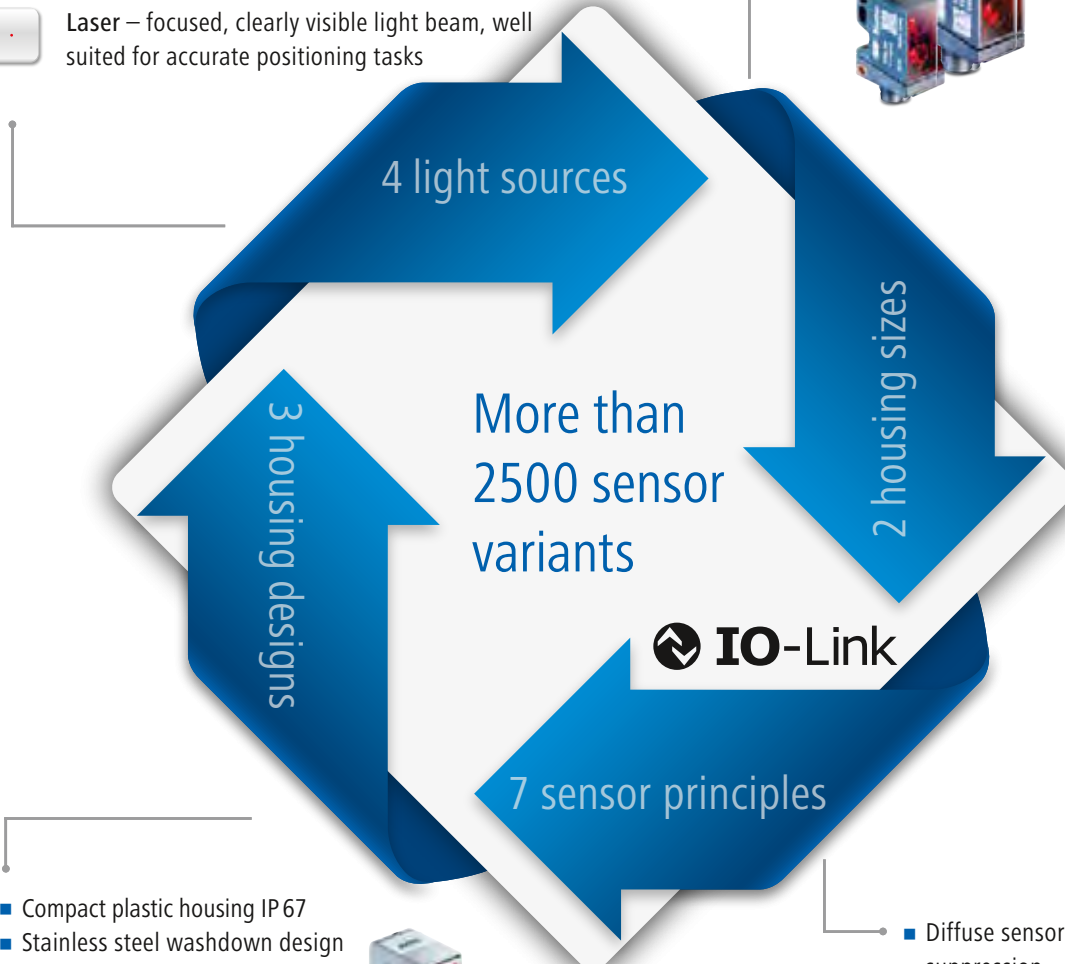 Laser – focused, clearly visible light beam, well
suited for accurate positioning tasks
4 light sources
2 housing sizes
3 housing designs
More than
2500 sensor
variants
IO-Link
7 sensor principles
■ Compact plastic housing IP 67
■ Stainless steel washdown design
■ Diffuse sensor